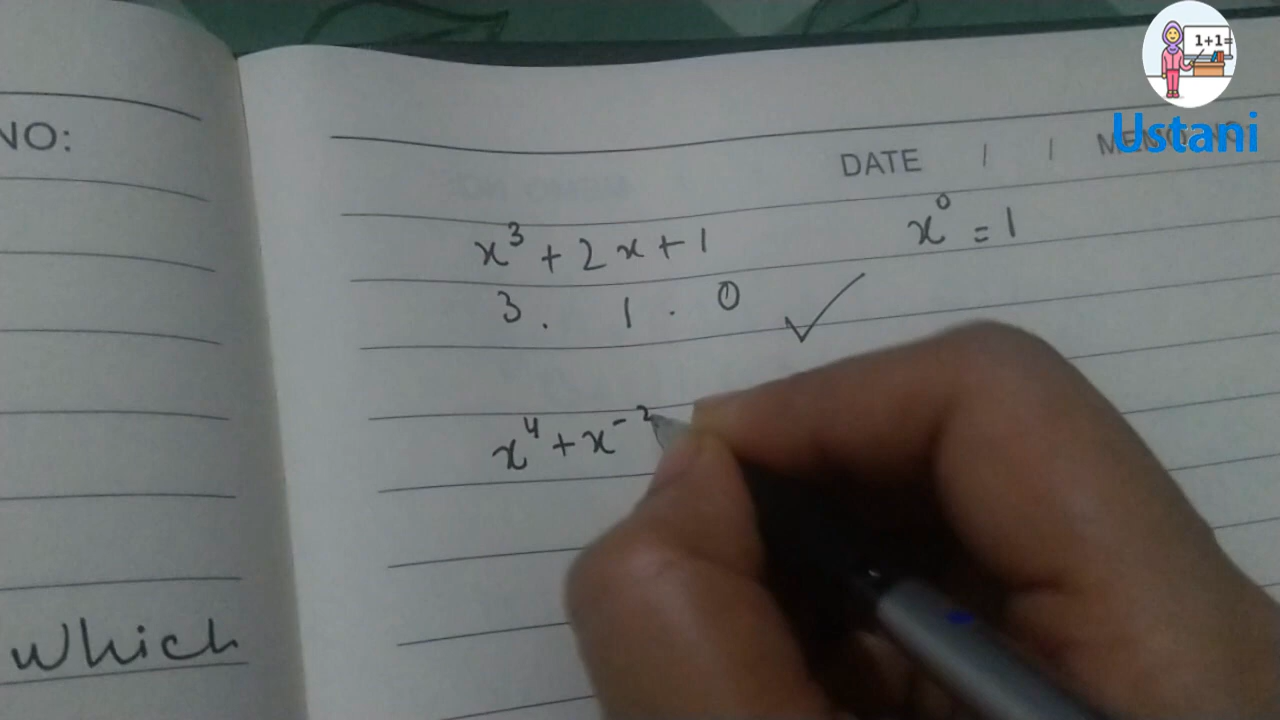 1+1=
Ustani
NO:
DATE / /
x³ + 2x + 1
x⁰ = 1
3 . 1 . 0 ✓
x⁴ + x⁻²
Which